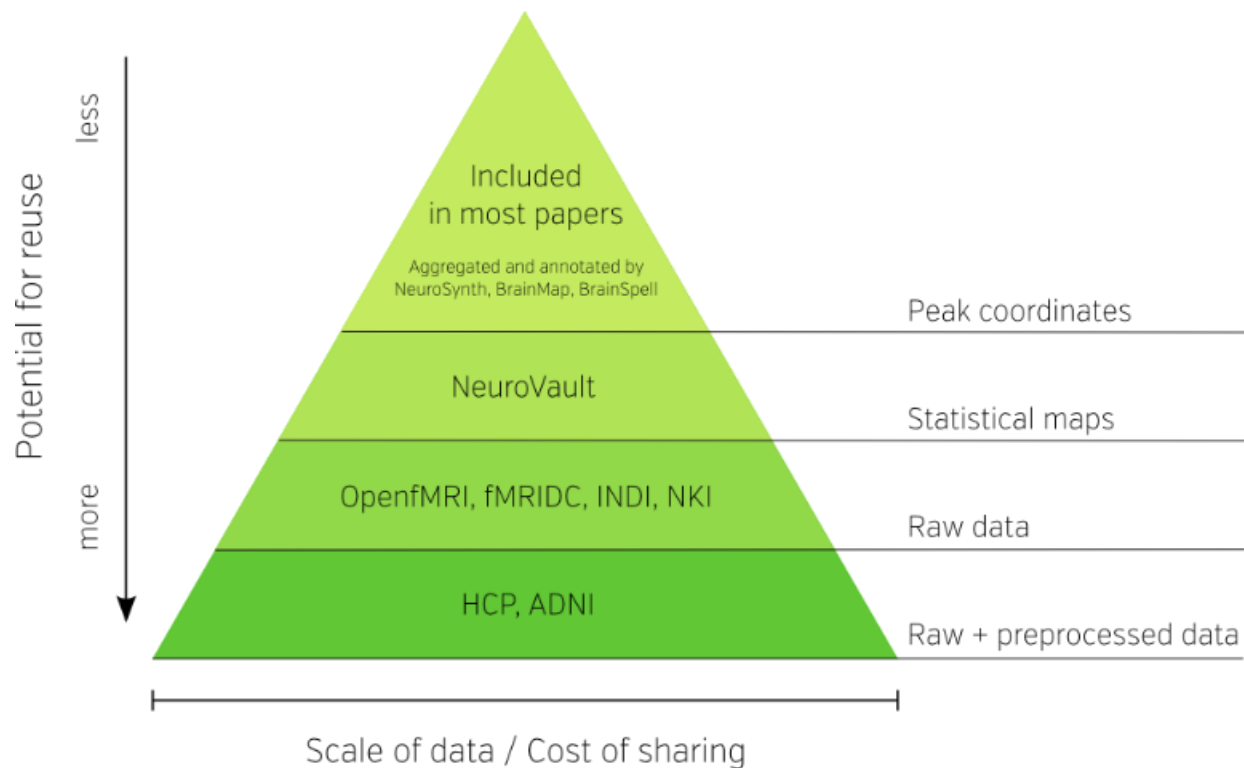 less
Potential for reuse
more
Included
in most papers
Aggregated and annotated by
NeuroSynth, BrainMap, BrainSpell
Peak coordinates
NeuroVault
Statistical maps
OpenfMRI, fMRIDC, INDI, NKI
Raw data
HCP, ADNI
Raw + preprocessed data
Scale of data / Cost of sharing